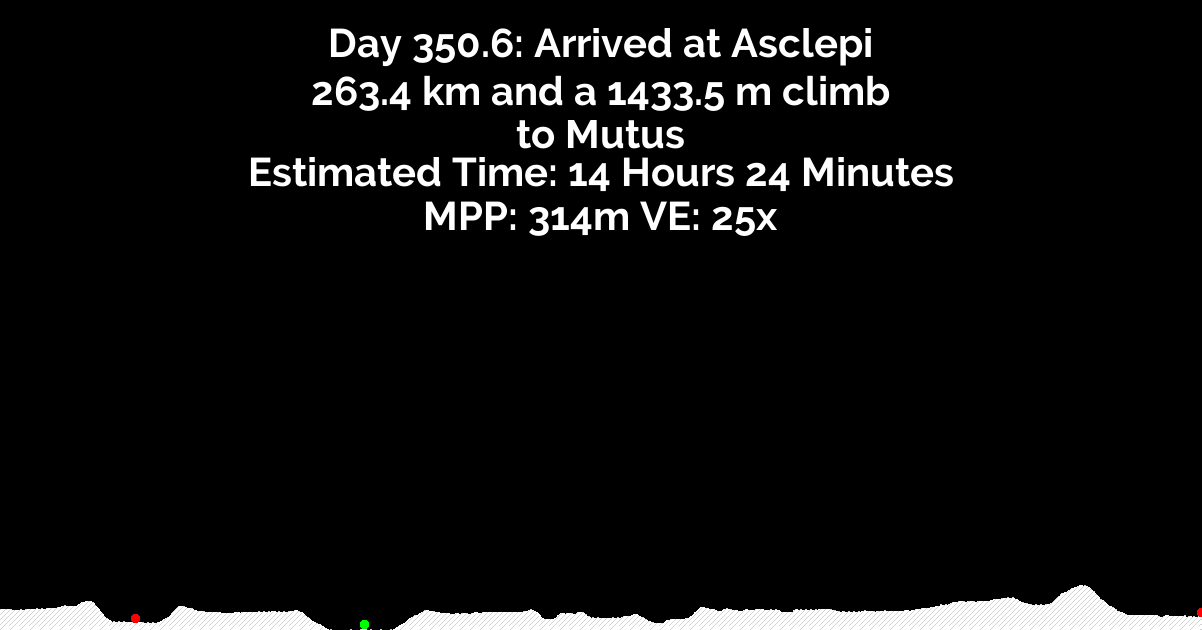 Day 350.6: Arrived at Asclepi
263.4 km and a 1433.5 m climb
to Mutus
Estimated Time: 14 Hours 24 Minutes
MPP: 314m VE: 25x